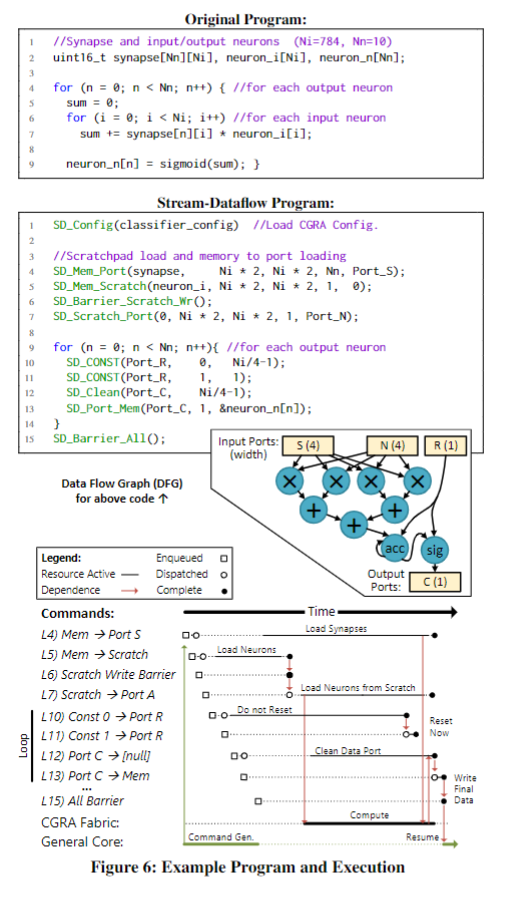 Original Program:
1 //Synapse and input/output neurons (Ni=784, Nn=10)
2 uint16_t synapse[Nn][Ni], neuron_i[Ni], neuron_n[Nn];
3
4 for (n = 0; n < Nn; n++) { //for each output neuron
5 sum = 0;
6 for (i = 0; i < Ni; i++) //for each input neuron
7 sum += synapse[n][i] * neuron_i[i];
8
9 neuron_n[n] = sigmoid(sum); }
Stream-Dataflow Program:
1 SD_Config(classifier_config) //Load CGRA Config.
2
3 //Scratchpad load and memory to port loading
4 SD_Mem_Port(synapse, Ni * 2, Ni * 2, Nn, Port_S);
5 SD_Mem_Scratch(neuron_i, Ni * 2, Ni * 2, 1, 0);
6 SD_Barrier_Scratch_Wr();
7 SD_Scratch_Port(0, Ni * 2, Ni * 2, 1, Port_N);
8
9 for (n = 0; n < Nn; n++){ //for each output neuron
10 SD_CONST(Port_R, 0, Ni/4-1);
11 SD_CONST(Port_R, 1, 1);
12 SD_Clean(Port_C, Ni/4-1);
13 SD_Port_Mem(Port_C, 1, &neuron_n[n]);
14 }
15 SD_Barrier_All();
Input Ports:
(width)
S (4) N (4) R (1)
× × × ×
+ +
+
acc sig
Output
Ports:
C (1)
Data Flow Graph (DFG)
for above code ↑
Legend: Enqueued
Resource Active Dispatched
Dependence Complete
Commands:
Time
L4) Mem → Port S
Load Synapses
L5) Mem → Scratch
Load Neurons
L6) Scratch Write Barrier
L7) Scratch → Port A
Load Neurons from Scratch
Loop
L10) Const 0 → Port R
Do not Reset
L11) Const 1 → Port R
Reset
Now
L12) Port C → [null]
Clean Data Port
L13) Port C → Mem
Write
Final
Data
...
L15) All Barrier
CGRA Fabric:
Compute
General Core:
Command Gen.
Resume
Figure 6: Example Program and Execution